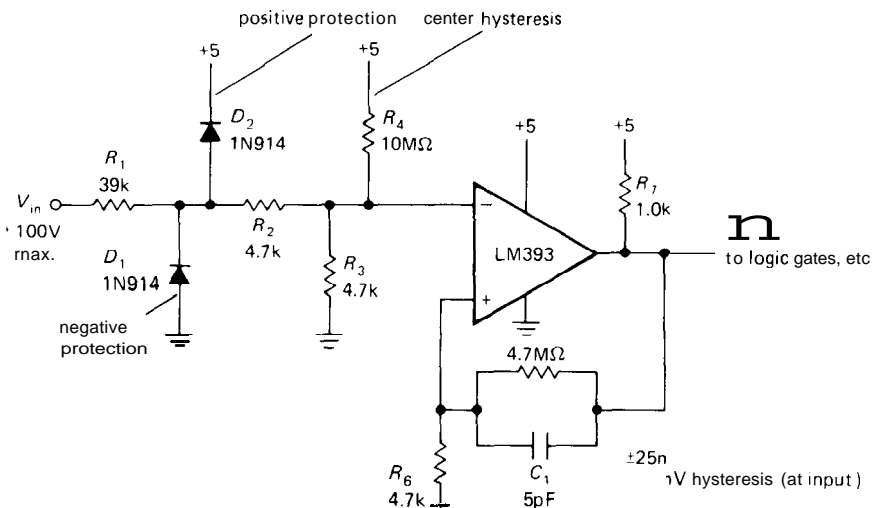 positive protection
center hysteresis
+5
+5
D2
1N914
R4
10MΩ
+5
+5
R1
39k
R7
1.0k
Vin
100V
rnax.
R2
4.7k
−
n
LM393
to logic gates, etc
D1
1N914
R3
4.7k
+
negative
protection
4.7MΩ
±25n
R6
4.7k
C1
5pF
V hysteresis (at input)